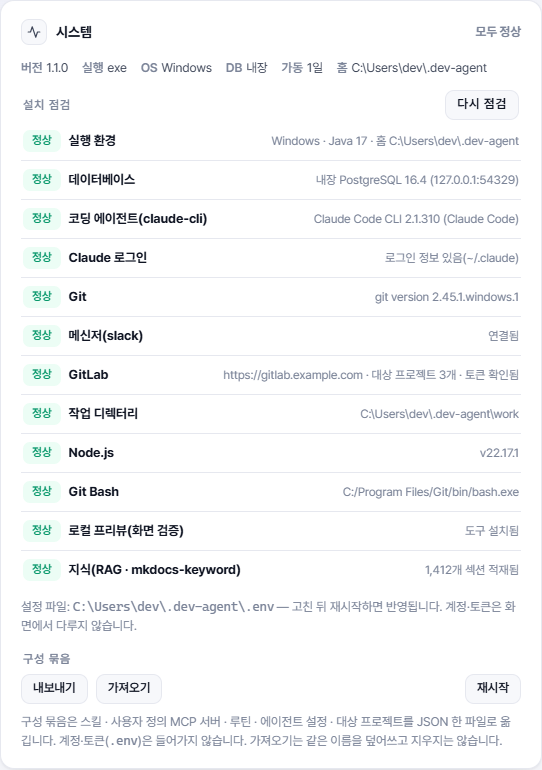 시스템
모두 정상
버전 1.1.0 실행 exe OS Windows DB 내장 가동 1일 홈 C:\Users\dev\.dev-agent
설치 점검
다시 점검
정상 실행 환경 Windows · Java 17 · 홈 C:\Users\dev\.dev-agent
정상 데이터베이스 내장 PostgreSQL 16.4 (127.0.0.1:54329)
정상 코딩 에이전트(claude-cli) Claude Code CLI 2.1.310 (Claude Code)
정상 Claude 로그인 로그인 정보 있음(~/.claude)
정상 Git git version 2.45.1.windows.1
정상 메신저(slack) 연결됨
정상 GitLab https://gitlab.example.com · 대상 프로젝트 3개 · 토큰 확인됨
정상 작업 디렉터리 C:\Users\dev\.dev-agent\work
정상 Node.js v22.17.1
정상 Git Bash C:/Program Files/Git/bin/bash.exe
정상 로컬 프리뷰(화면 검증) 도구 설치됨
정상 지식(RAG · mkdocs-keyword) 1,412개 섹션 적재됨
설정 파일: C:\Users\dev\.dev-agent\.env — 고친 뒤 재시작하면 반영됩니다. 계정·토큰은 화
면에서 다루지 않습니다.
구성 묶음
내보내기 가져오기 재시작
구성 묶음은 스킬 · 사용자 정의 MCP 서버 · 루틴 · 에이전트 설정 · 대상 프로젝트를 JSON 한 파일로 옮
깁니다. 계정·토큰(.env)은 들어가지 않습니다. 가져오기는 같은 이름을 덮어쓰고 지우지는 않습니다.